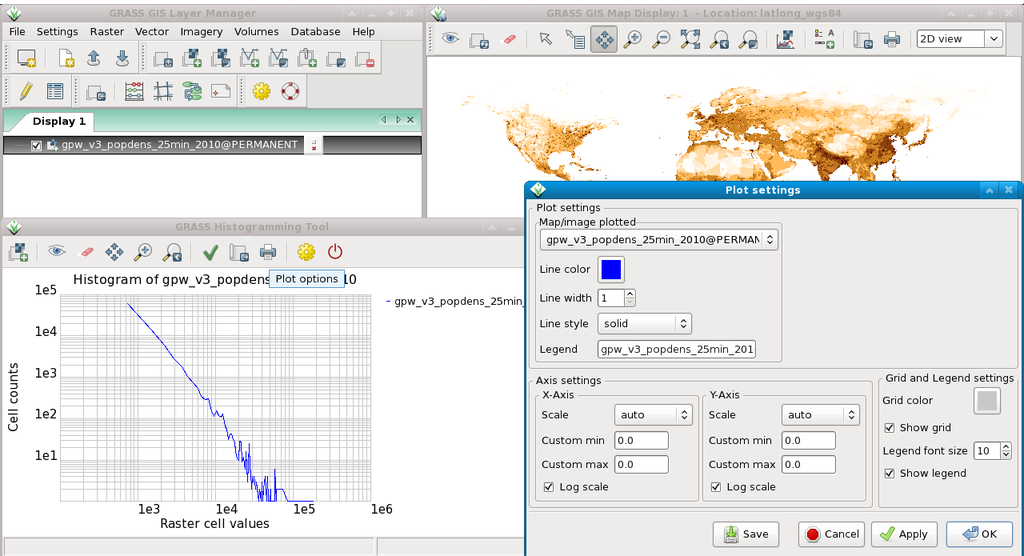 GRASS GIS Layer Manager
File Settings Raster Vector Imagery Volumes Database Help
Display 1
gpw_v3_popdens_25min_2010@PERMANENT
GRASS GIS Map Display: 1 - Location: latlong_wgs84
2D view
GRASS Histogramming Tool
Plot options
Histogram of gpw_v3_popdens 10
gpw_v3_popdens_25min_
1e5
1e4
1e3
1e2
1e1
Cell counts
1e3 1e4 1e5 1e6
Raster cell values
Plot settings
Plot settings
Map/image plotted
gpw_v3_popdens_25min_2010@PERMAN
Line color
Line width 1
Line style solid
Legend gpw_v3_popdens_25min_201
Axis settings
X-Axis
Scale auto
Custom min 0.0
Custom max 0.0
Log scale
Y-Axis
Scale auto
Custom min 0.0
Custom max 0.0
Log scale
Grid and Legend settings
Grid color
Show grid
Legend font size 10
Show legend
Save Cancel Apply OK